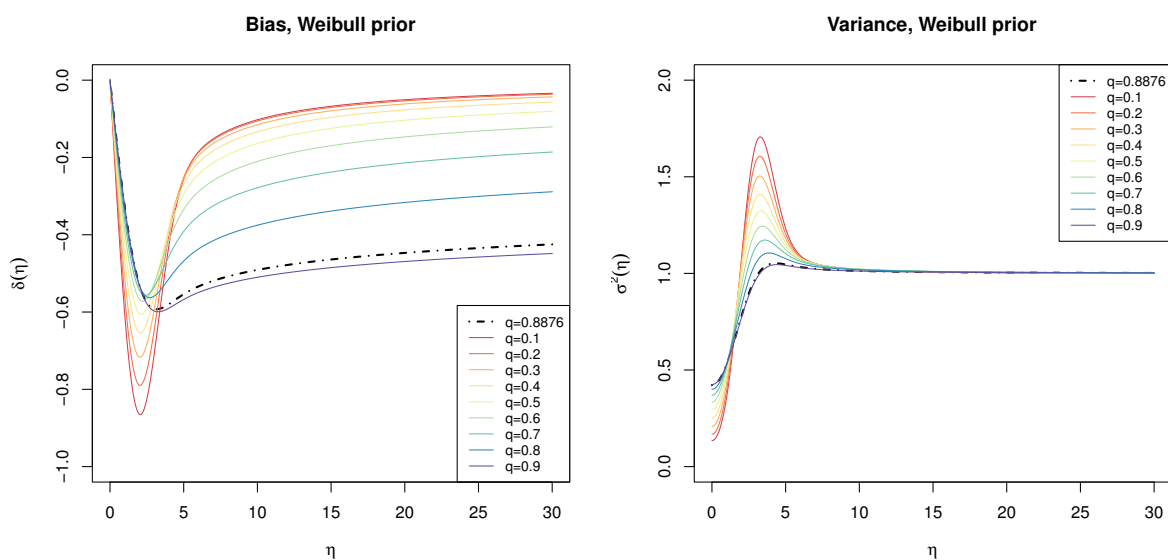 Bias, Weibull prior
δ(η)
0.0
−0.2
−0.4
−0.6
−0.8
−1.0
q=0.8876
q=0.1
q=0.2
q=0.3
q=0.4
q=0.5
q=0.6
q=0.7
q=0.8
q=0.9
0 5 10 15 20 25 30
η
Variance, Weibull prior
σ²(η)
2.0
1.5
1.0
0.5
0.0
q=0.8876
q=0.1
q=0.2
q=0.3
q=0.4
q=0.5
q=0.6
q=0.7
q=0.8
q=0.9
0 5 10 15 20 25 30
η